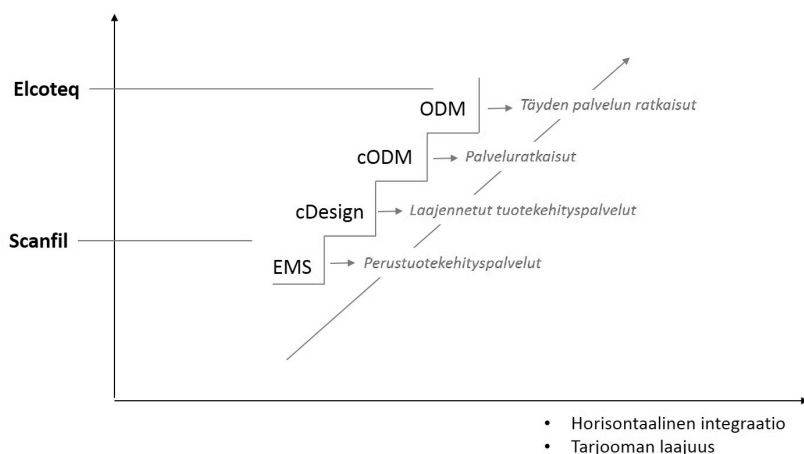 Elcoteq
ODM
Täyden palvelun ratkaisut
cODM
Palveluratkaisut
cDesign
Laajennetut tuotekehityspalvelut
Scanfil
EMS
Perustuotekehityspalvelut
• Horisontaalinen integraatio
• Tarjooman laajuus